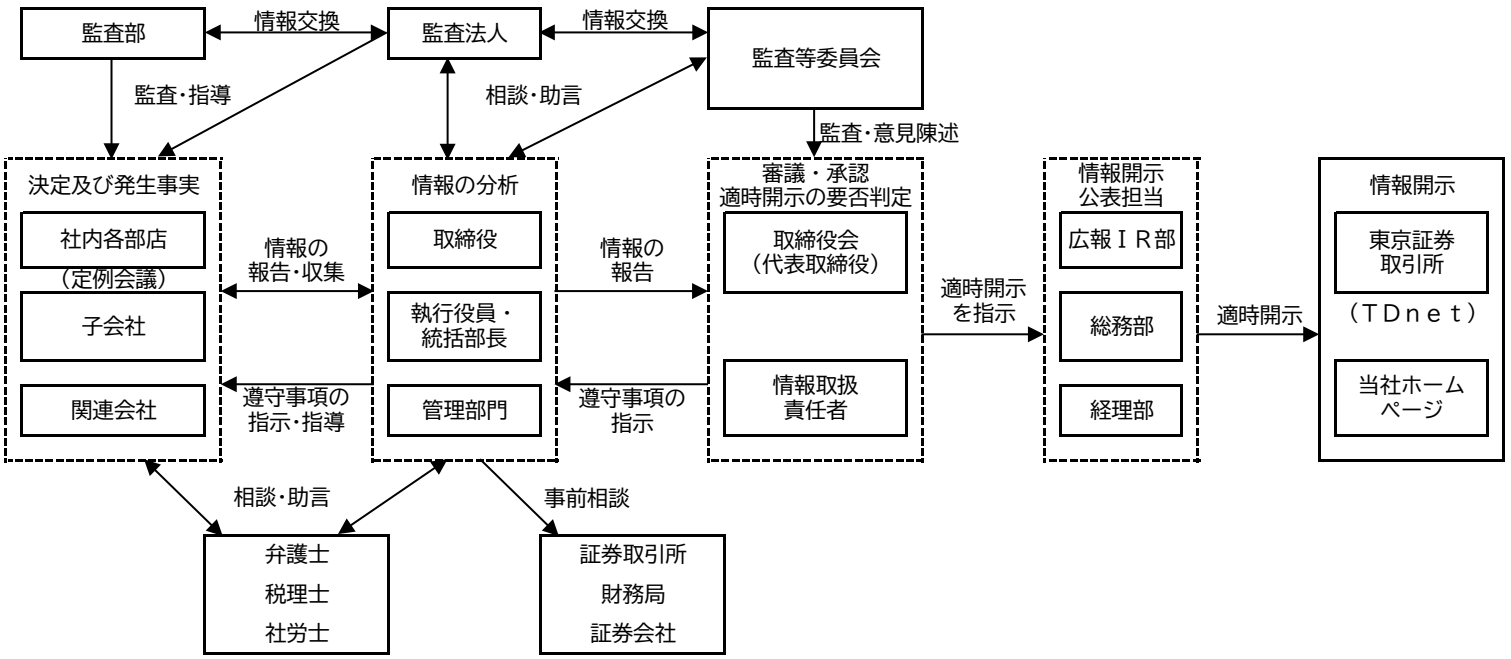 監査部
情報交換
監査法人
情報交換
監査等委員会
監査･指導
相談･助言
監査･意見陳述
決定及び発生事実
社内各部店
（定例会議）
子会社
関連会社
情報の
報告･収集
遵守事項の
指示･指導
情報の分析
取締役
執行役員・
統括部長
管理部門
情報の
報告
遵守事項の
指示
審議・承認
適時開示の要否判定
取締役会
（代表取締役）
情報取扱
責任者
適時開示
を指示
情報開示
公表担当
広報ＩＲ部
総務部
経理部
適時開示
情報開示
東京証券
取引所
（ＴＤｎｅｔ）
当社ホーム
ページ
相談･助言
事前相談
弁護士
税理士
社労士
証券取引所
財務局
証券会社